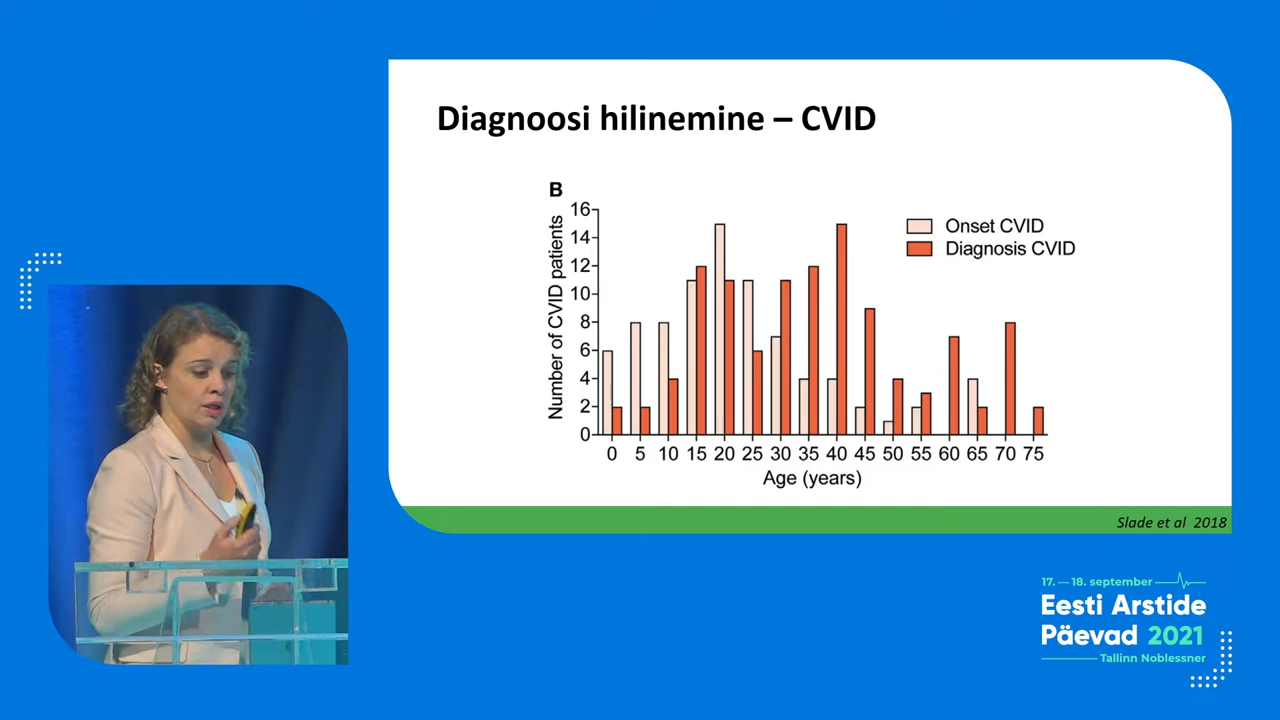 Diagnoosi hilinemine – CVID
B
16
14
12
10
8
6
4
2
0
Number of CVID patients
Onset CVID
Diagnosis CVID
0 5 10 15 20 25 30 35 40 45 50 55 60 65 70 75
Age (years)
Slade et al 2018
17. — 18. september
Eesti Arstide
Päevad 2021
Tallinn Noblessner